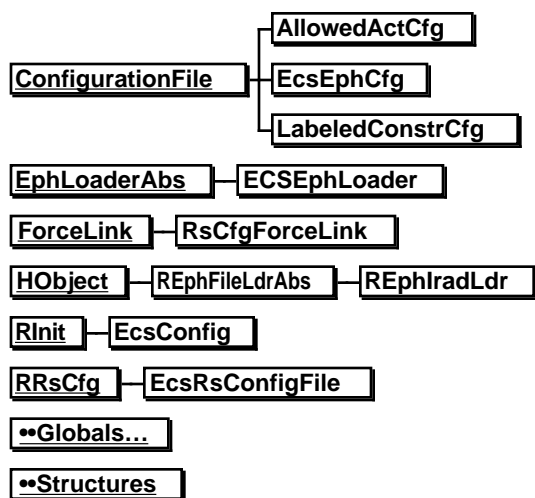 AllowedActCfg
ConfigurationFile EcsEphCfg
LabeledConstrCfg
EphLoaderAbs ECSEphLoader
ForceLink RsCfgForceLink
HObject REphFileLdrAbs REphIradLdr
RInit EcsConfig
RRsCfg EcsRsConfigFile
••Globals…
••Structures